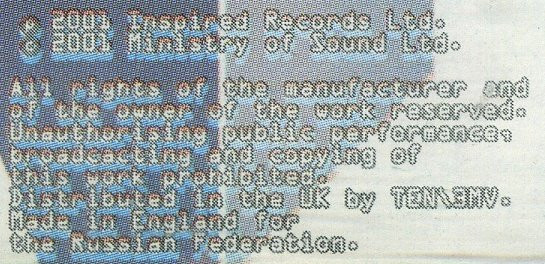 ℗ 2001 Inspired Records Ltd.
© 2001 Ministry of Sound Ltd.
All rights of the manufacturer and
of the owner of the work reserved.
Unauthorising public performance,
broadcacting and copying of
this work prohibited.
Distributed in the UK by TEN\3MV.
Made in England for
the Russian Federation.